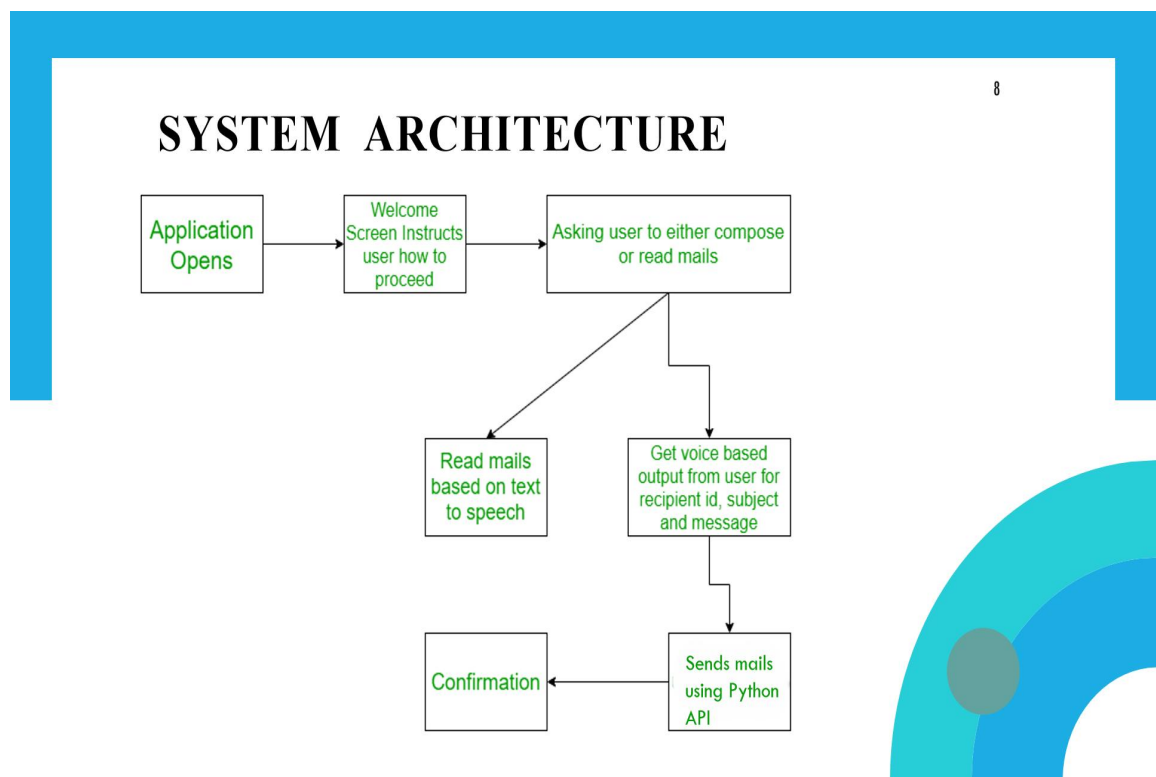 8
SYSTEM ARCHITECTURE
Application
Opens
Welcome
Screen Instructs
user how to
proceed
Asking user to either compose
or read mails
Read mails
based on text
to speech
Get voice based
output from user for
recipient id, subject
and message
Confirmation
Sends mails
using Python
API